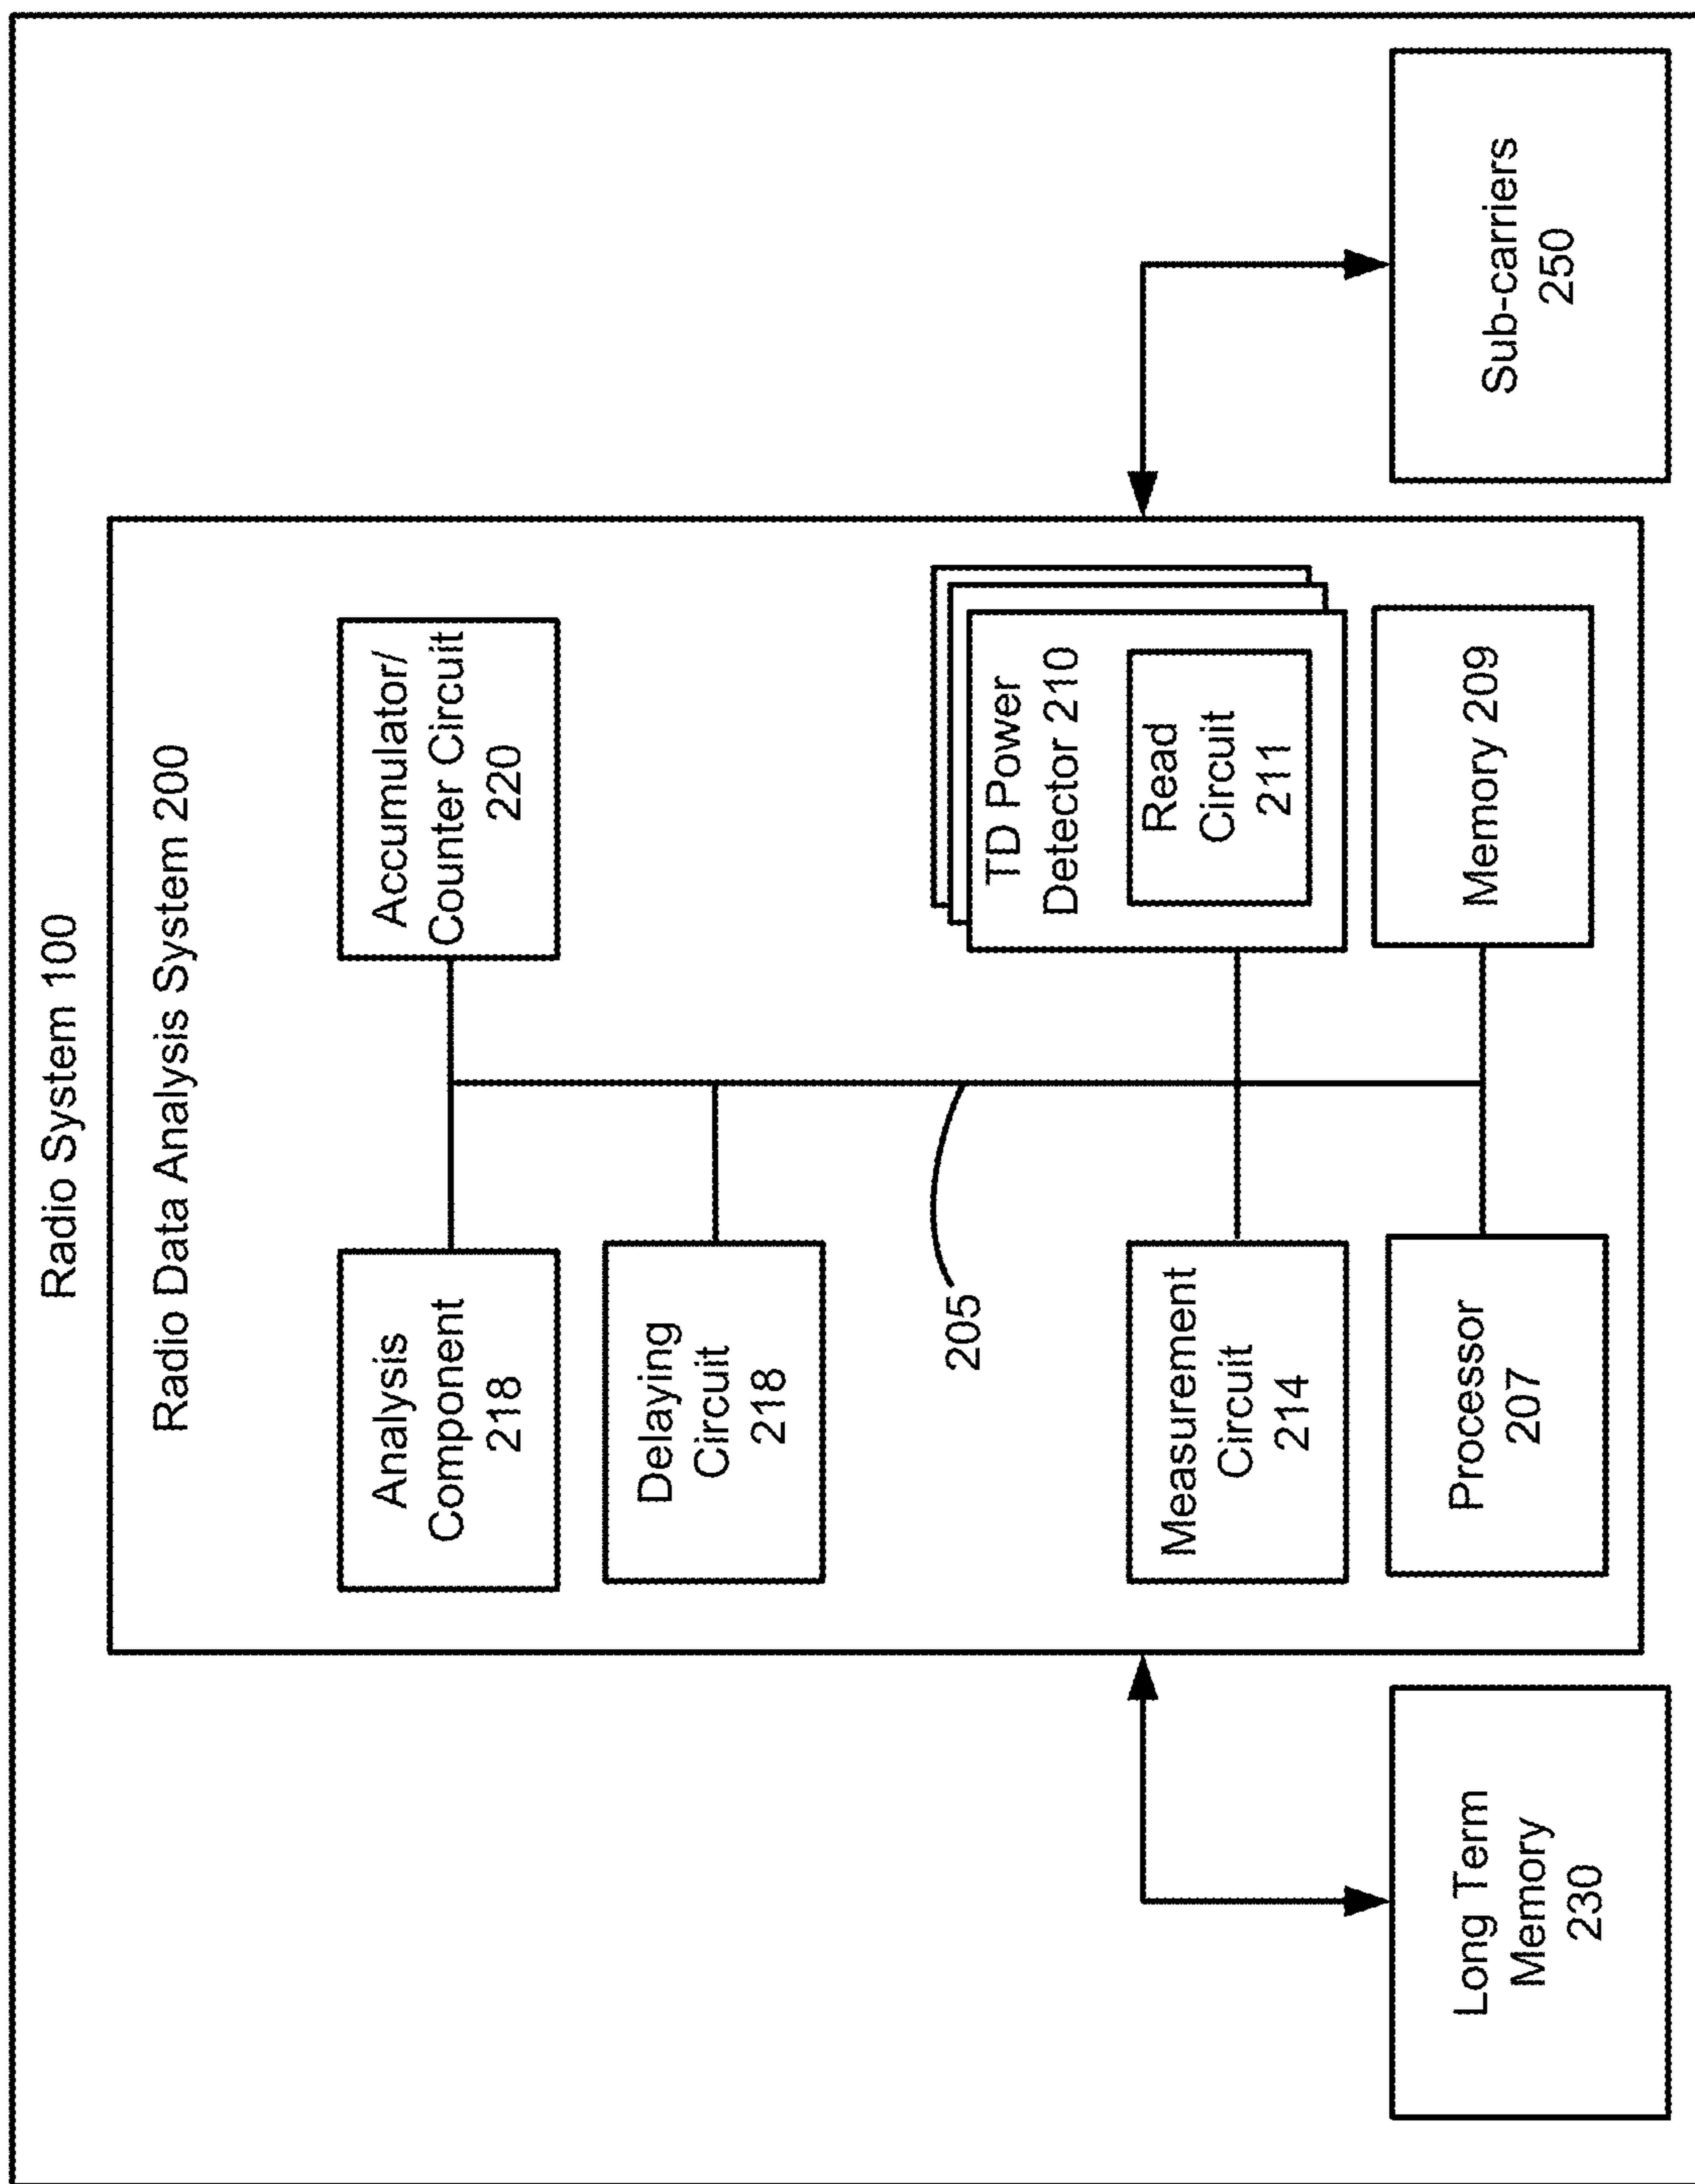 Radio System 100
Radio Data Analysis System 200
Analysis
Component
218
Accumulator/
Counter Circuit
220
Delaying
Circuit
218
205
Measurement
Circuit
214
TD Power
Detector 210
Read
Circuit
211
Processor
207
Memory 209
Long Term
Memory
230
Sub-carriers
250